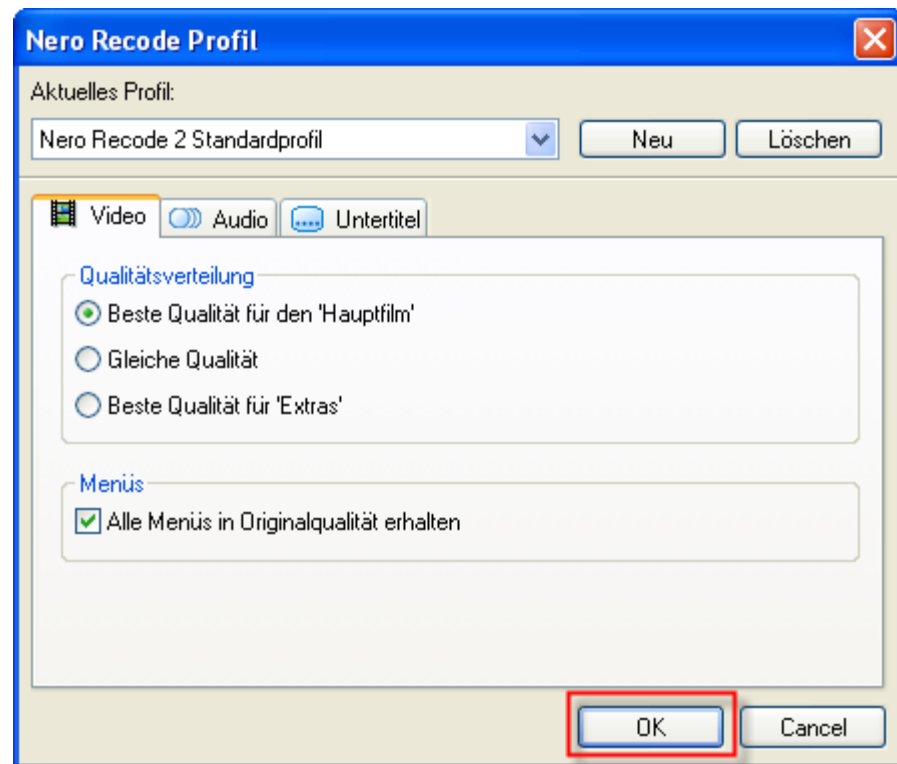 Nero Recode Profil
Aktuelles Profil:
Nero Recode 2 Standardprofil
Neu
Löschen
Video
Audio
Untertitel
Qualitätsverteilung
Beste Qualität für den 'Hauptfilm'
Gleiche Qualität
Beste Qualität für 'Extras'
Menüs
Alle Menüs in Originalqualität erhalten
OK
Cancel